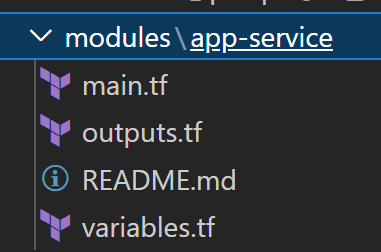 modules\app-service
main.tf
outputs.tf
README.md
variables.tf